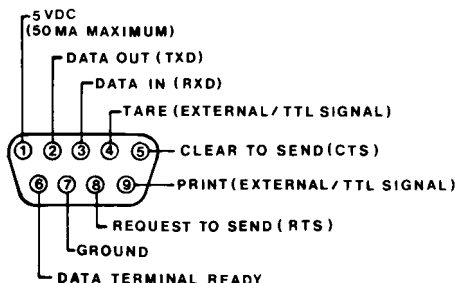 5 VDC
(50 MA MAXIMUM)
DATA OUT (TXD)
DATA IN (RXD)
TARE (EXTERNAL/TTL SIGNAL)
1 2 3 4 5
CLEAR TO SEND (CTS)
6 7 8 9
PRINT (EXTERNAL/TTL SIGNAL)
REQUEST TO SEND (RTS)
GROUND
DATA TERMINAL READY